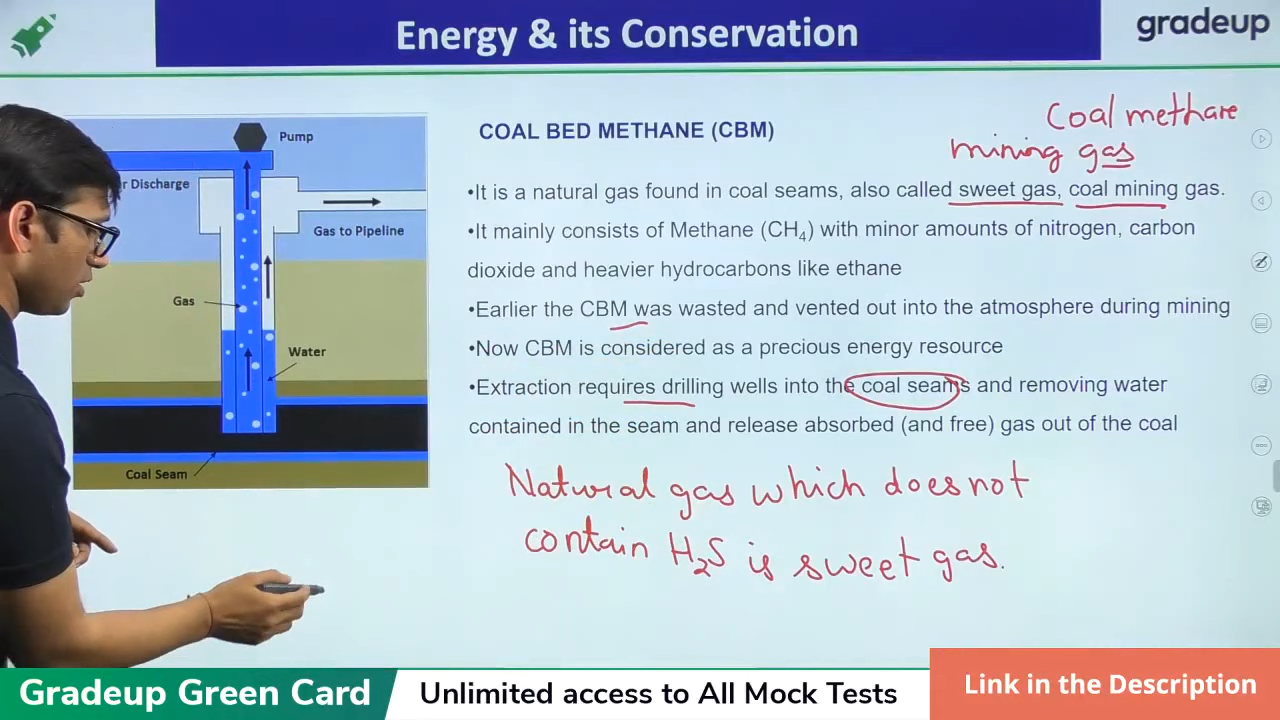 Energy & its Conservation
gradeup
Pump
r Discharge
Gas to Pipeline
Gas
Water
Coal Seam
COAL BED METHANE (CBM)
Coal methane
mining gas
•It is a natural gas found in coal seams, also called sweet gas, coal mining gas.
•It mainly consists of Methane (CH₄) with minor amounts of nitrogen, carbon
dioxide and heavier hydrocarbons like ethane
•Earlier the CBM was wasted and vented out into the atmosphere during mining
•Now CBM is considered as a precious energy resource
•Extraction requires drilling wells into the coal seams and removing water
contained in the seam and release absorbed (and free) gas out of the coal
Natural gas which does not
contain H₂S is sweet gas.
Gradeup Green Card
Unlimited access to All Mock Tests
Link in the Description